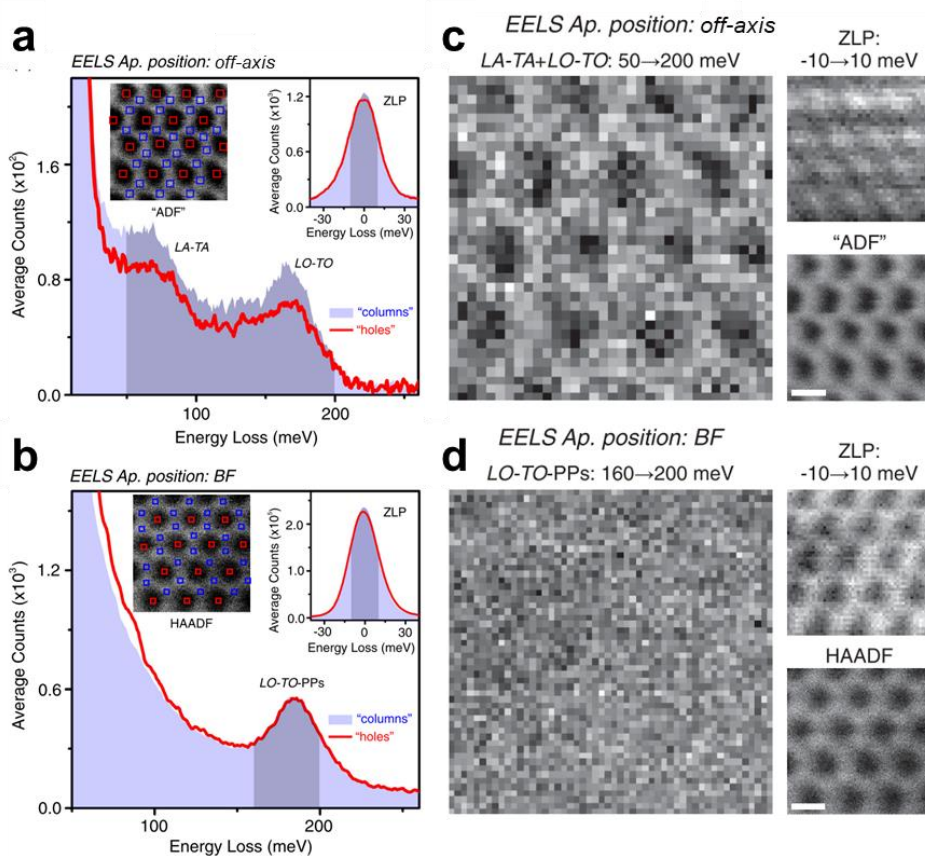 a
EELS Ap. position: off-axis
Average Counts (x10²)
1.6
0.8
0.0
"ADF"
LA-TA
LO-TO
ZLP
Average Counts (x10³)
1.2
0.6
0.0
-30 0 30
Energy Loss (meV)
"columns"
"holes"
100 200
Energy Loss (meV)
b
EELS Ap. position: BF
Average Counts (x10³)
1.2
0.6
0.0
HAADF
LO-TO-PPs
ZLP
2.0
1.0
0.0
-30 0 30
Energy Loss (meV)
"columns"
"holes"
50 100 200
Energy Loss (meV)
c
EELS Ap. position: off-axis
LA-TA+LO-TO: 50→200 meV
ZLP:
-10→10 meV
"ADF"
d
EELS Ap. position: BF
LO-TO-PPs: 160→200 meV
ZLP:
-10→10 meV
HAADF